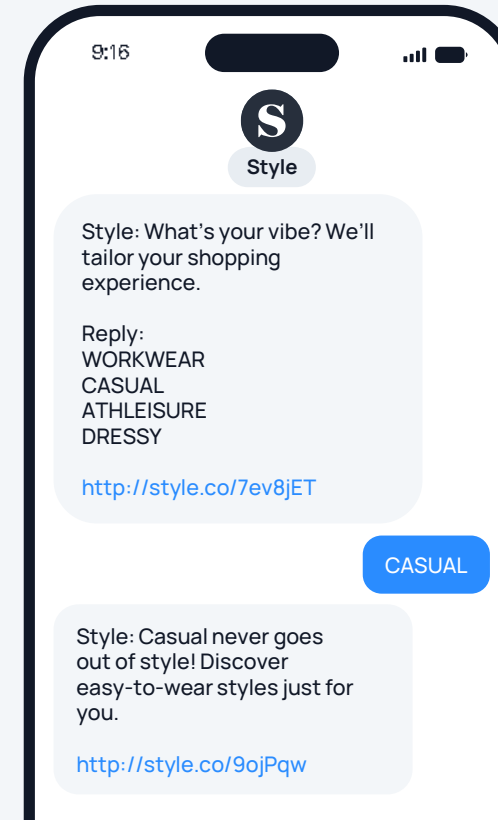 9:16
S
Style
Style: What's your vibe? We'll
tailor your shopping
experience.
Reply:
WORKWEAR
CASUAL
ATHLEISURE
DRESSY
http://style.co/7ev8jET
CASUAL
Style: Casual never goes
out of style! Discover
easy-to-wear styles just for
you.
http://style.co/9ojPqw